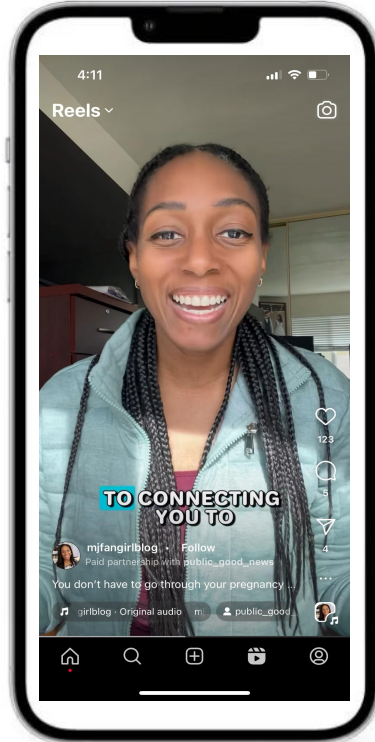 4:11
Reels
123
5
TO CONNECTING
YOU TO
4
mjfangirlblog • Follow
Paid partnership with public_good_news
You don't have to go through your pregnancy ...
girlblog · Original audio m public_good